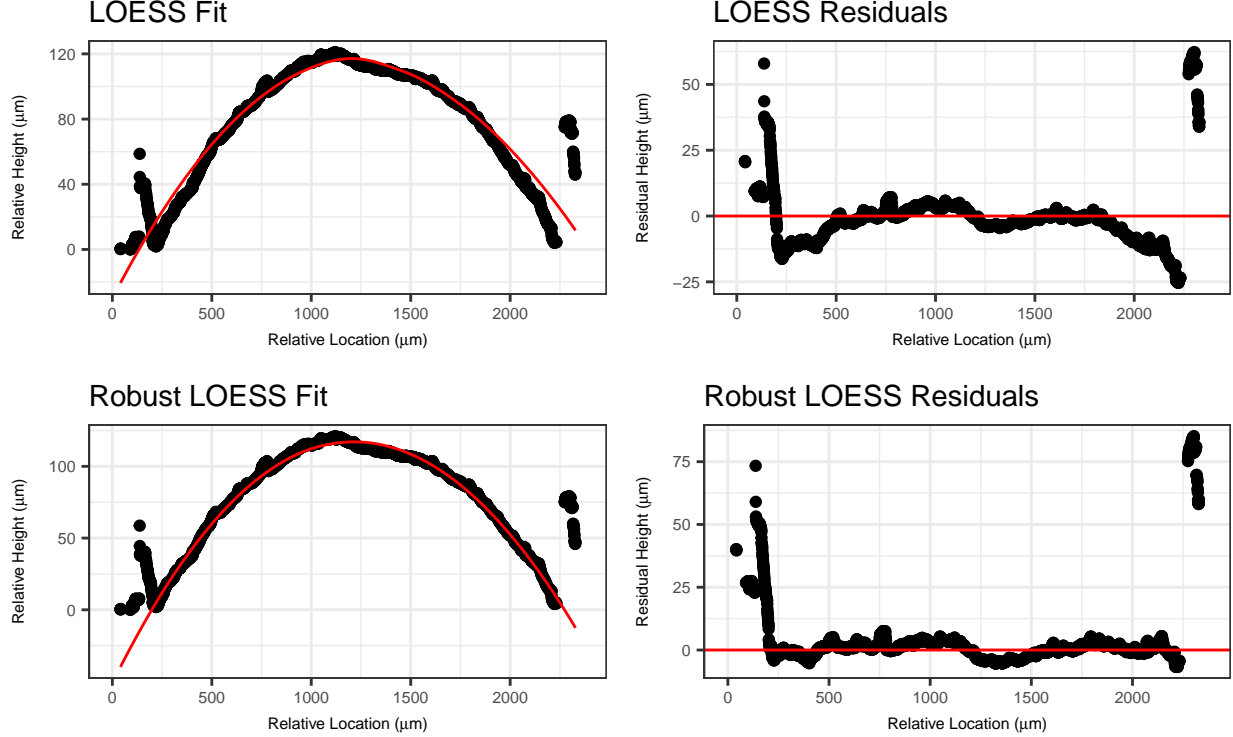 LOESS Fit
LOESS Residuals
Relative Height (μm)
120
80
40
0
0 500 1000 1500 2000
Relative Location (μm)
Residual Height (μm)
50
25
0
−25
0 500 1000 1500 2000
Relative Location (μm)
Robust LOESS Fit
Robust LOESS Residuals
Relative Height (μm)
100
50
0
0 500 1000 1500 2000
Relative Location (μm)
Residual Height (μm)
75
50
25
0
0 500 1000 1500 2000
Relative Location (μm)